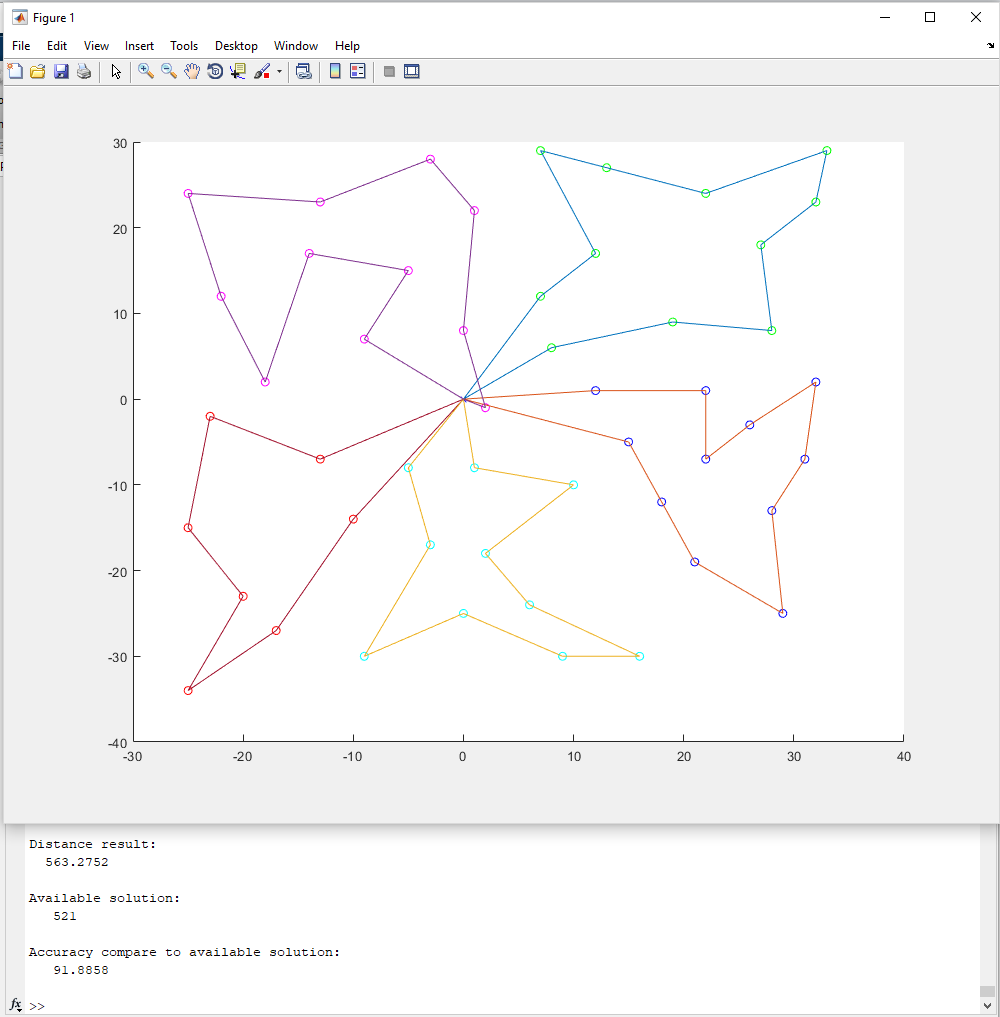 Figure 1
File Edit View Insert Tools Desktop Window Help
30
20
10
0
-10
-20
-30
-40
-30 -20 -10 0 10 20 30 40
Distance result:
563.2752
Available solution:
521
Accuracy compare to available solution:
91.8858
fx >>